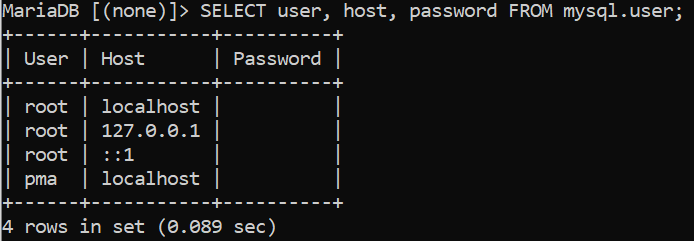 MariaDB [(none)]> SELECT user, host, password FROM mysql.user;
+------+-----------+----------+
| User | Host      | Password |
+------+-----------+----------+
| root | localhost |          |
| root | 127.0.0.1 |          |
| root | ::1       |          |
| pma  | localhost |          |
+------+-----------+----------+
4 rows in set (0.089 sec)